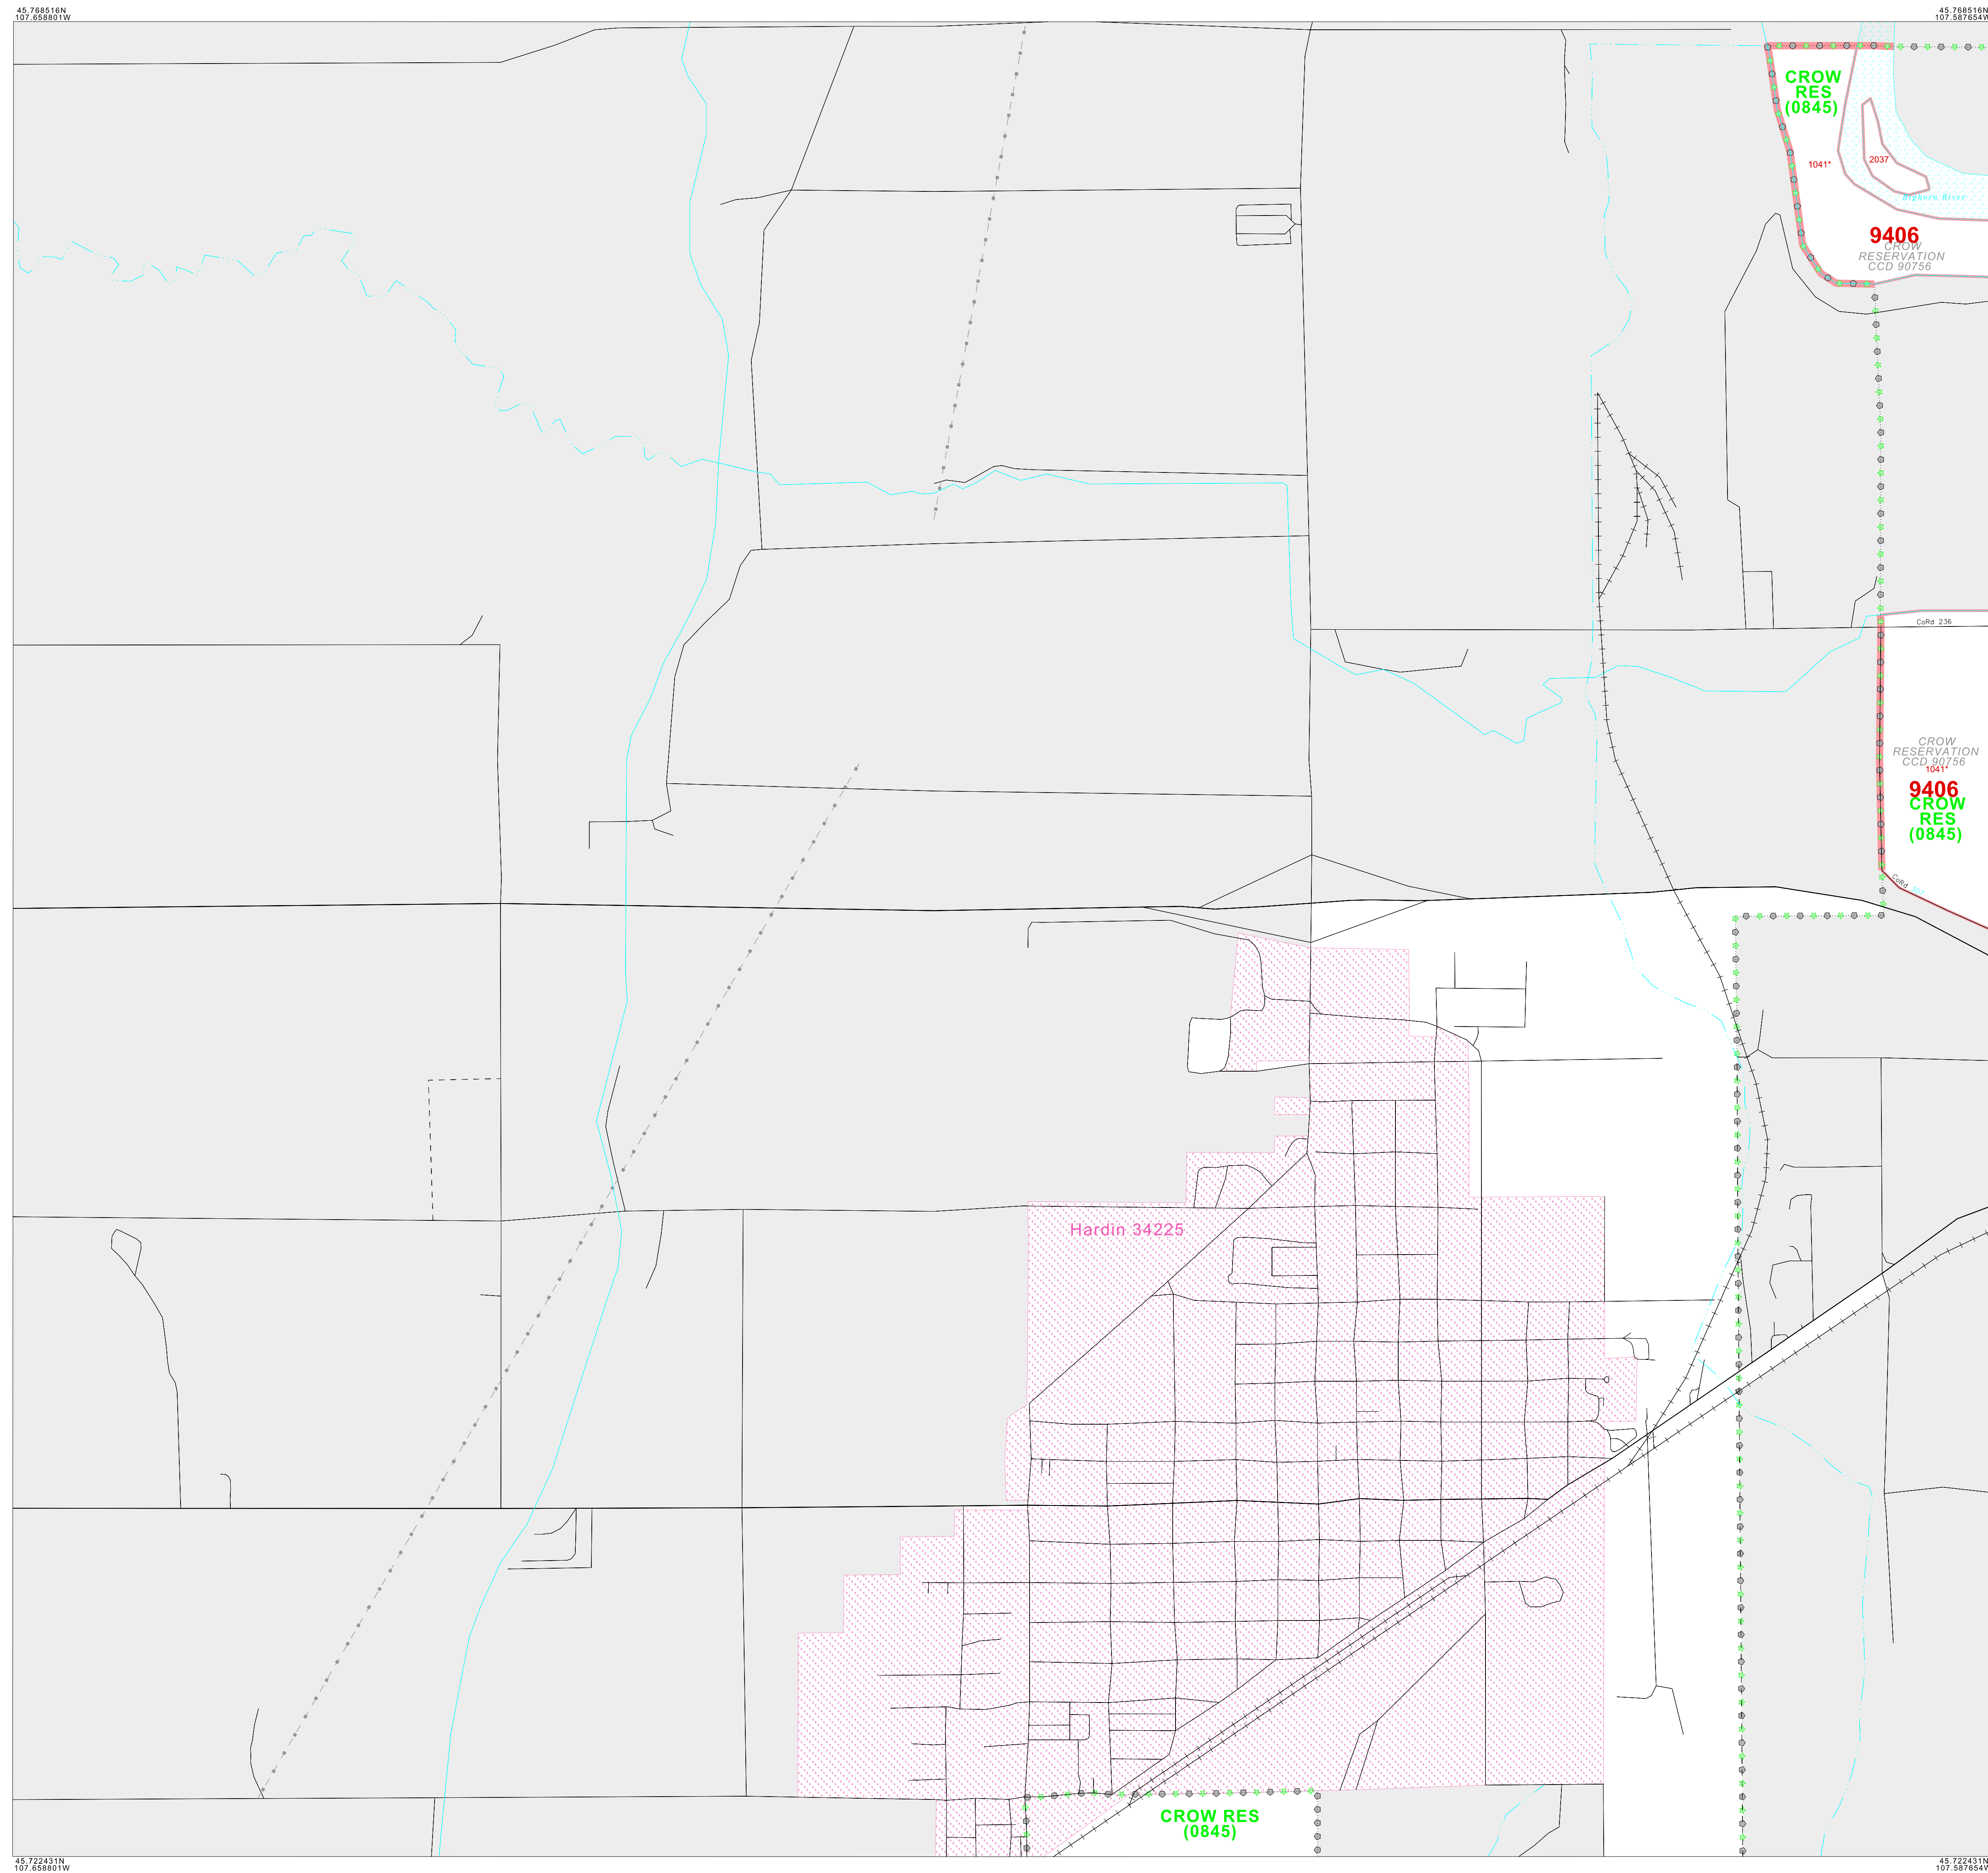 45.768516N
107.658801W
45.768516N
107.587654W
CROW
RES
(0845)
1041*
2037
Bighorn River
9406
CROW
RESERVATION
CCD 90756
CoRd 236
CROW
RESERVATION
CCD 90756
1041*
9406
CROW
RES
(0845)
CoRd
Hardin 34225
CROW RES
(0845)
45.722431N
107.658801W
45.722431N
107.587654W